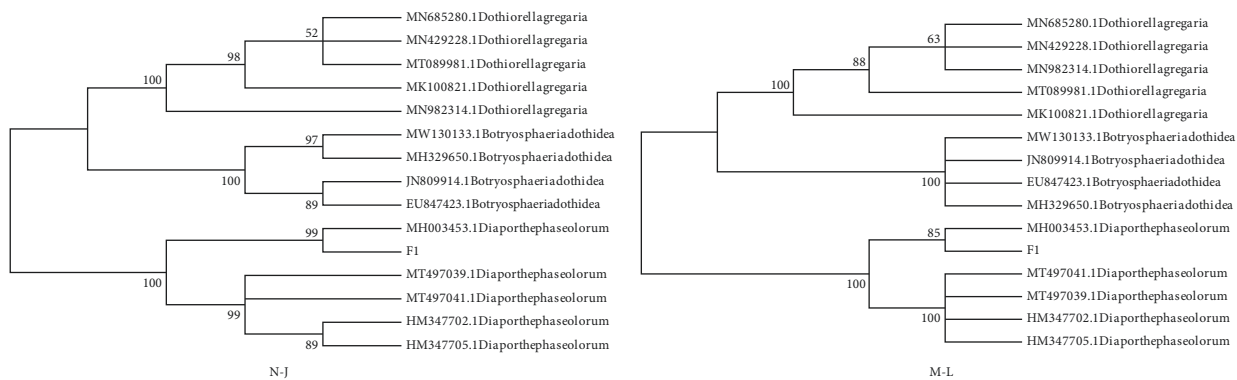 MN685280.1Dothiorellagregaria
52
MN429228.1Dothiorellagregaria
98
MT089981.1Dothiorellagregaria
100
MK100821.1Dothiorellagregaria
MN982314.1Dothiorellagregaria
MW130133.1Botryosphaeriadothidea
97
MH329650.1Botryosphaeriadothidea
100
JN809914.1Botryosphaeriadothidea
89
EU847423.1Botryosphaeriadothidea
MH003453.1Diaporthephaseolorum
99
F1
100
MT497039.1Diaporthephaseolorum
MT497041.1Diaporthephaseolorum
99
HM347702.1Diaporthephaseolorum
89
HM347705.1Diaporthephaseolorum
N-J
MN685280.1Dothiorellagregaria
63
MN429228.1Dothiorellagregaria
88
MN982314.1Dothiorellagregaria
100
MT089981.1Dothiorellagregaria
MK100821.1Dothiorellagregaria
MW130133.1Botryosphaeriadothidea
JN809914.1Botryosphaeriadothidea
100
EU847423.1Botryosphaeriadothidea
MH329650.1Botryosphaeriadothidea
MH003453.1Diaporthephaseolorum
85
F1
100
MT497041.1Diaporthephaseolorum
MT497039.1Diaporthephaseolorum
100
HM347702.1Diaporthephaseolorum
HM347705.1Diaporthephaseolorum
M-L